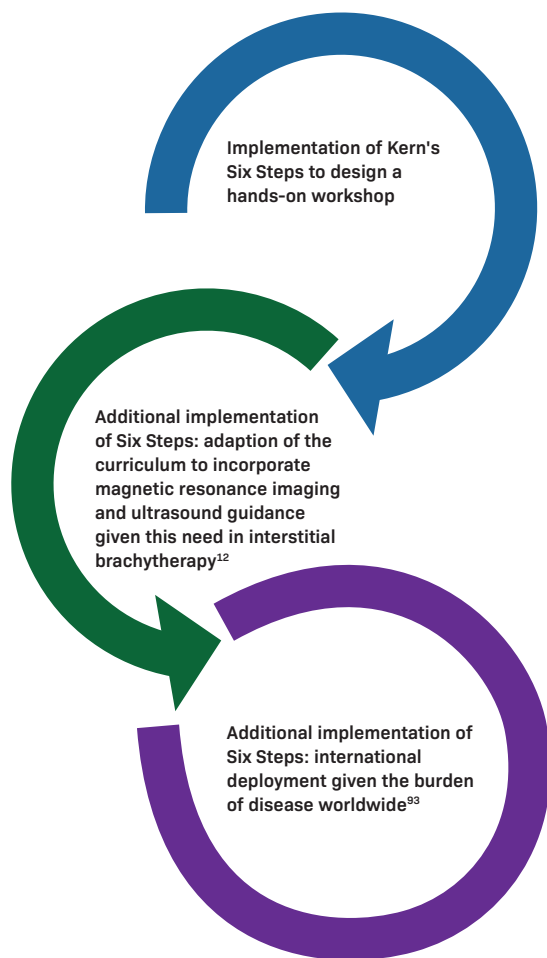 Implementation of Kern's
Six Steps to design a
hands-on workshop
Additional implementation
of Six Steps: adaption of the
curriculum to incorporate
magnetic resonance imaging
and ultrasound guidance
given this need in interstitial
brachytherapy¹²
Additional implementation of
Six Steps: international
deployment given the burden
of disease worldwide⁹³